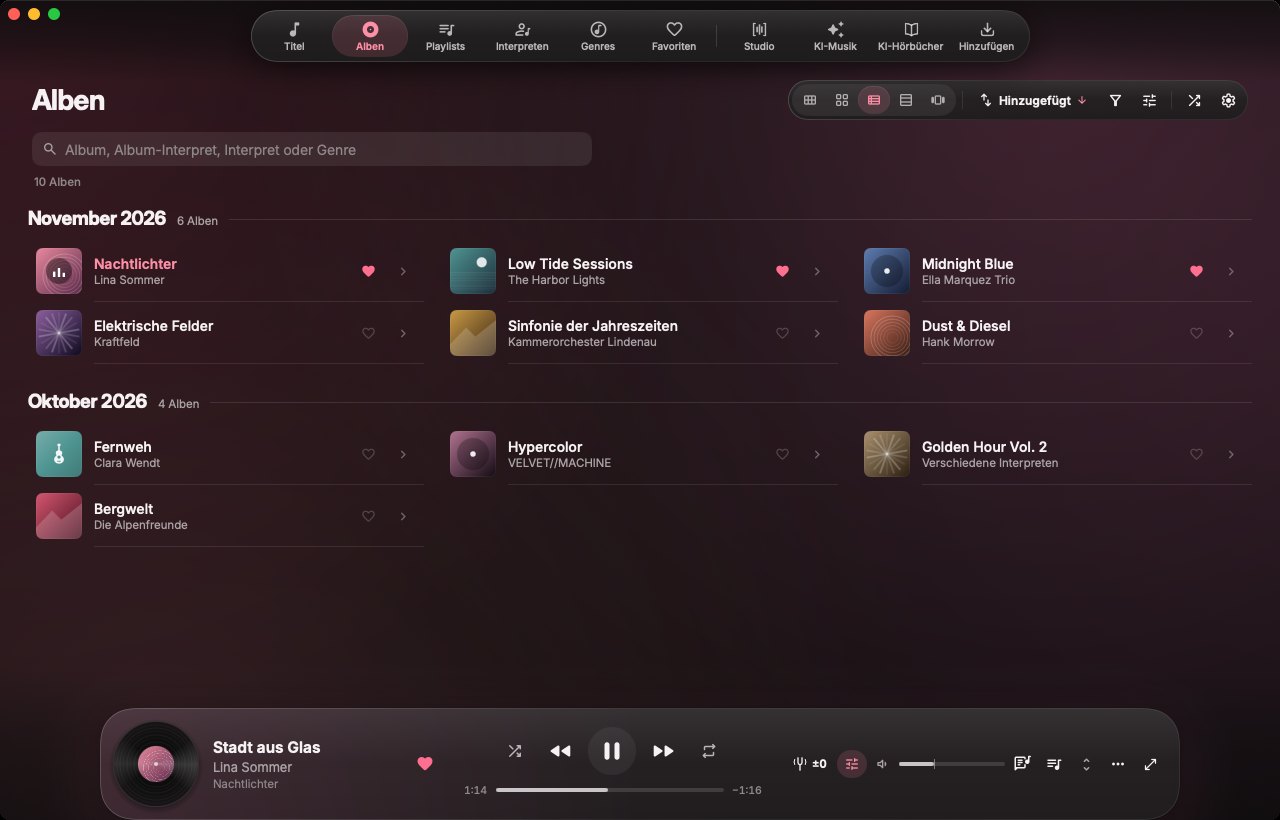 Titel
Alben
Playlists
Interpreten
Genres
Favoriten
Studio
KI-Musik
KI-Hörbücher
Hinzufügen
Alben
Hinzugefügt
Album, Album-Interpret, Interpret oder Genre
10 Alben
November 2026 6 Alben
Nachtlichter
Lina Sommer
Low Tide Sessions
The Harbor Lights
Midnight Blue
Ella Marquez Trio
Elektrische Felder
Kraftfeld
Sinfonie der Jahreszeiten
Kammerorchester Lindenau
Dust & Diesel
Hank Morrow
Oktober 2026 4 Alben
Fernweh
Clara Wendt
Hypercolor
VELVET//MACHINE
Golden Hour Vol. 2
Verschiedene Interpreten
Bergwelt
Die Alpenfreunde
Stadt aus Glas
Lina Sommer
Nachtlichter
1:14
−1:16
±0